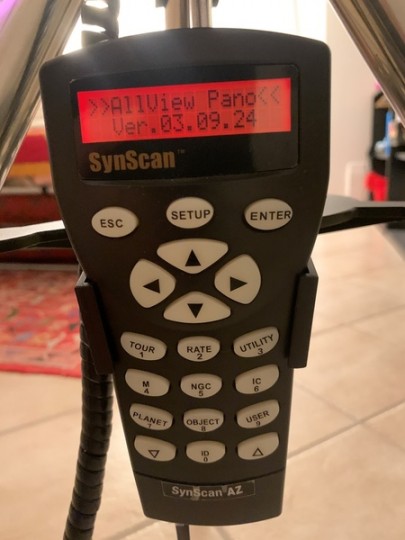 >>AllView Pano<<
Ver.03.09.24
SynScan™
ESC
SETUP
ENTER
TOUR
1
RATE
2
UTILITY
3
M
4
NGC
5
IC
6
PLANET
7
OBJECT
8
USER
9
ID
0
SynScan AZ